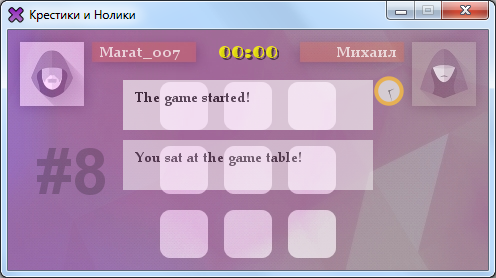 Крестики и Нолики
Marat_007
00:00
Михаил
The game started!
#8
You sat at the game table!